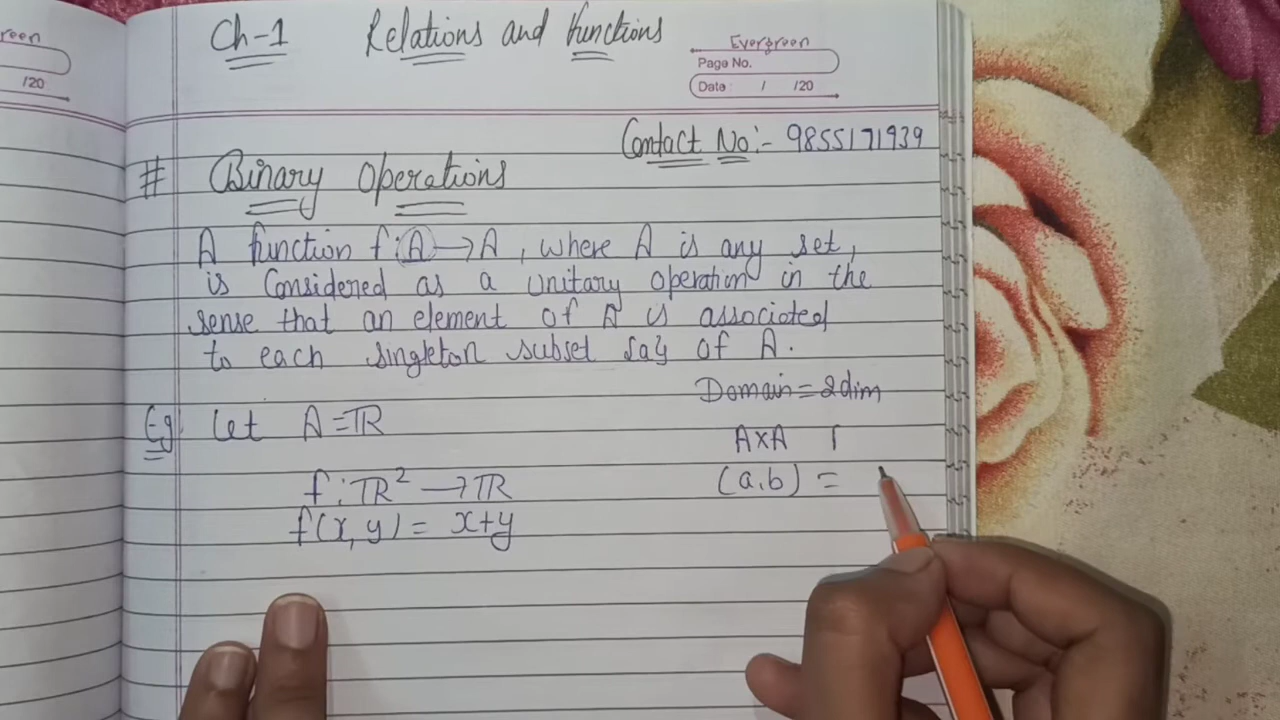 reen
/20
Ch-1 Relations and functions
Evergreen
Page No.
Date: / /20
Contact No:- 9855171939
# Binary Operations
A function f:A→A, where A is any set,
is Considered as a Unitary operation in the
sense that an element of A is associated
to each singleton subset say of A.
Domain=2dim
Eg: Let A=ℝ
A×A
f:ℝ²→ℝ
(a,b) =
f(x,y) = x+y